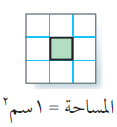 المساحة = ١ سم٢